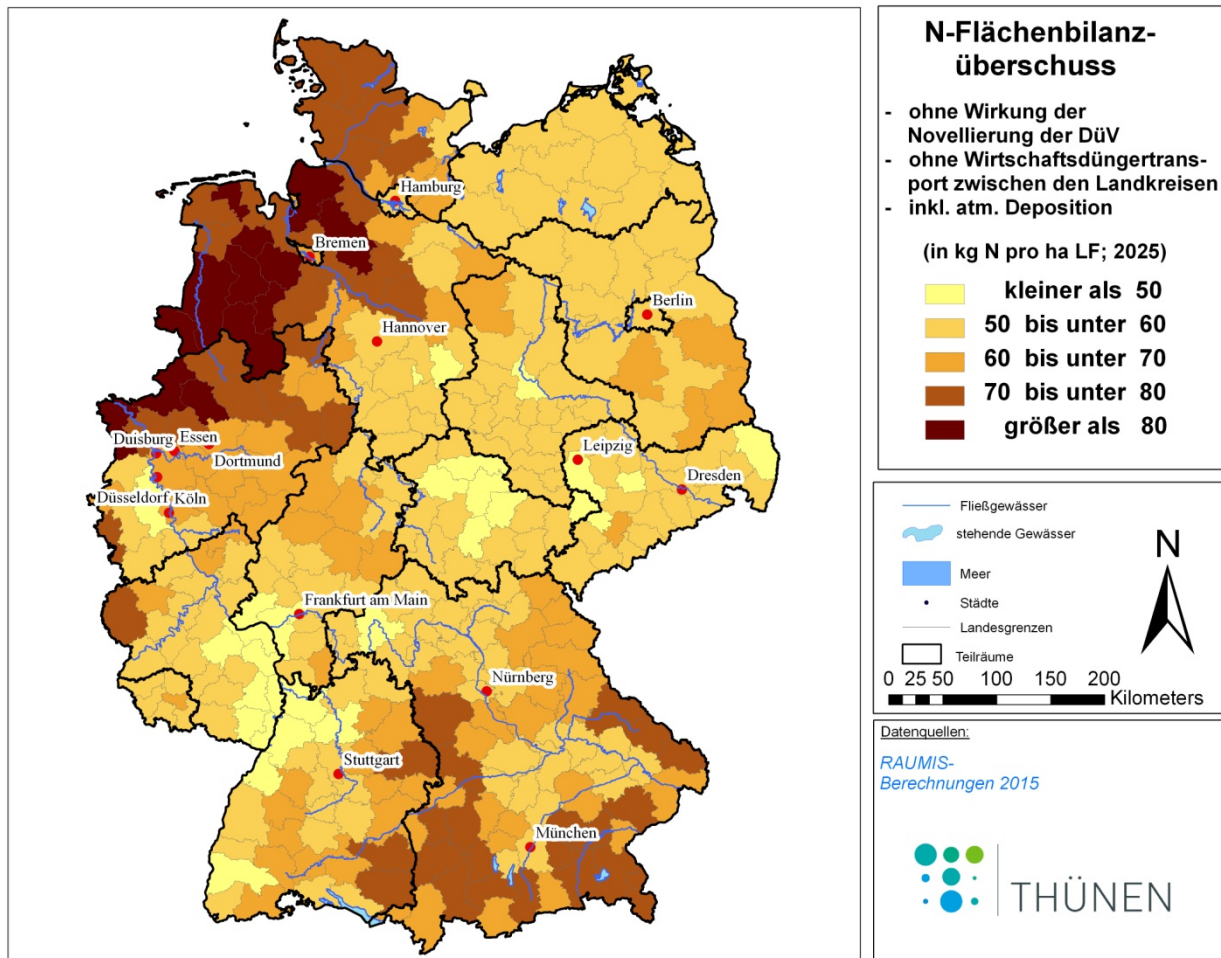 Hamburg
Bremen
Berlin
Hannover
Duisburg
Essen
Dortmund
Düsseldorf
Köln
Leipzig
Dresden
Frankfurt am Main
Nürnberg
Stuttgart
München
N-Flächenbilanz-
überschuss
- ohne Wirkung der
Novellierung der DüV
- ohne Wirtschaftsdüngertrans-
port zwischen den Landkreisen
- inkl. atm. Deposition
(in kg N pro ha LF; 2025)
kleiner als 50
50 bis unter 60
60 bis unter 70
70 bis unter 80
größer als 80
Fließgewässer
stehende Gewässer
Meer
Städte
Landesgrenzen
Teilräume
N
0 25 50 100 150 200
Kilometers
Datenquellen:
RAUMIS-
Berechnungen 2015
THÜNEN